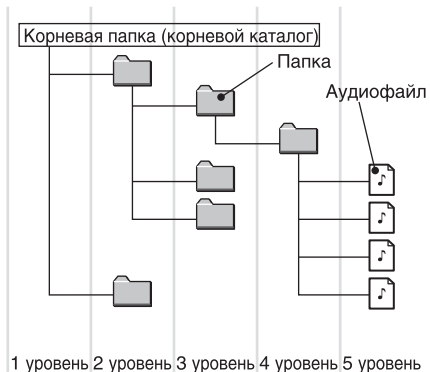 Корневая папка (корневой каталог)
Папка
Аудиофайл
1 уровень 2 уровень 3 уровень 4 уровень 5 уровень